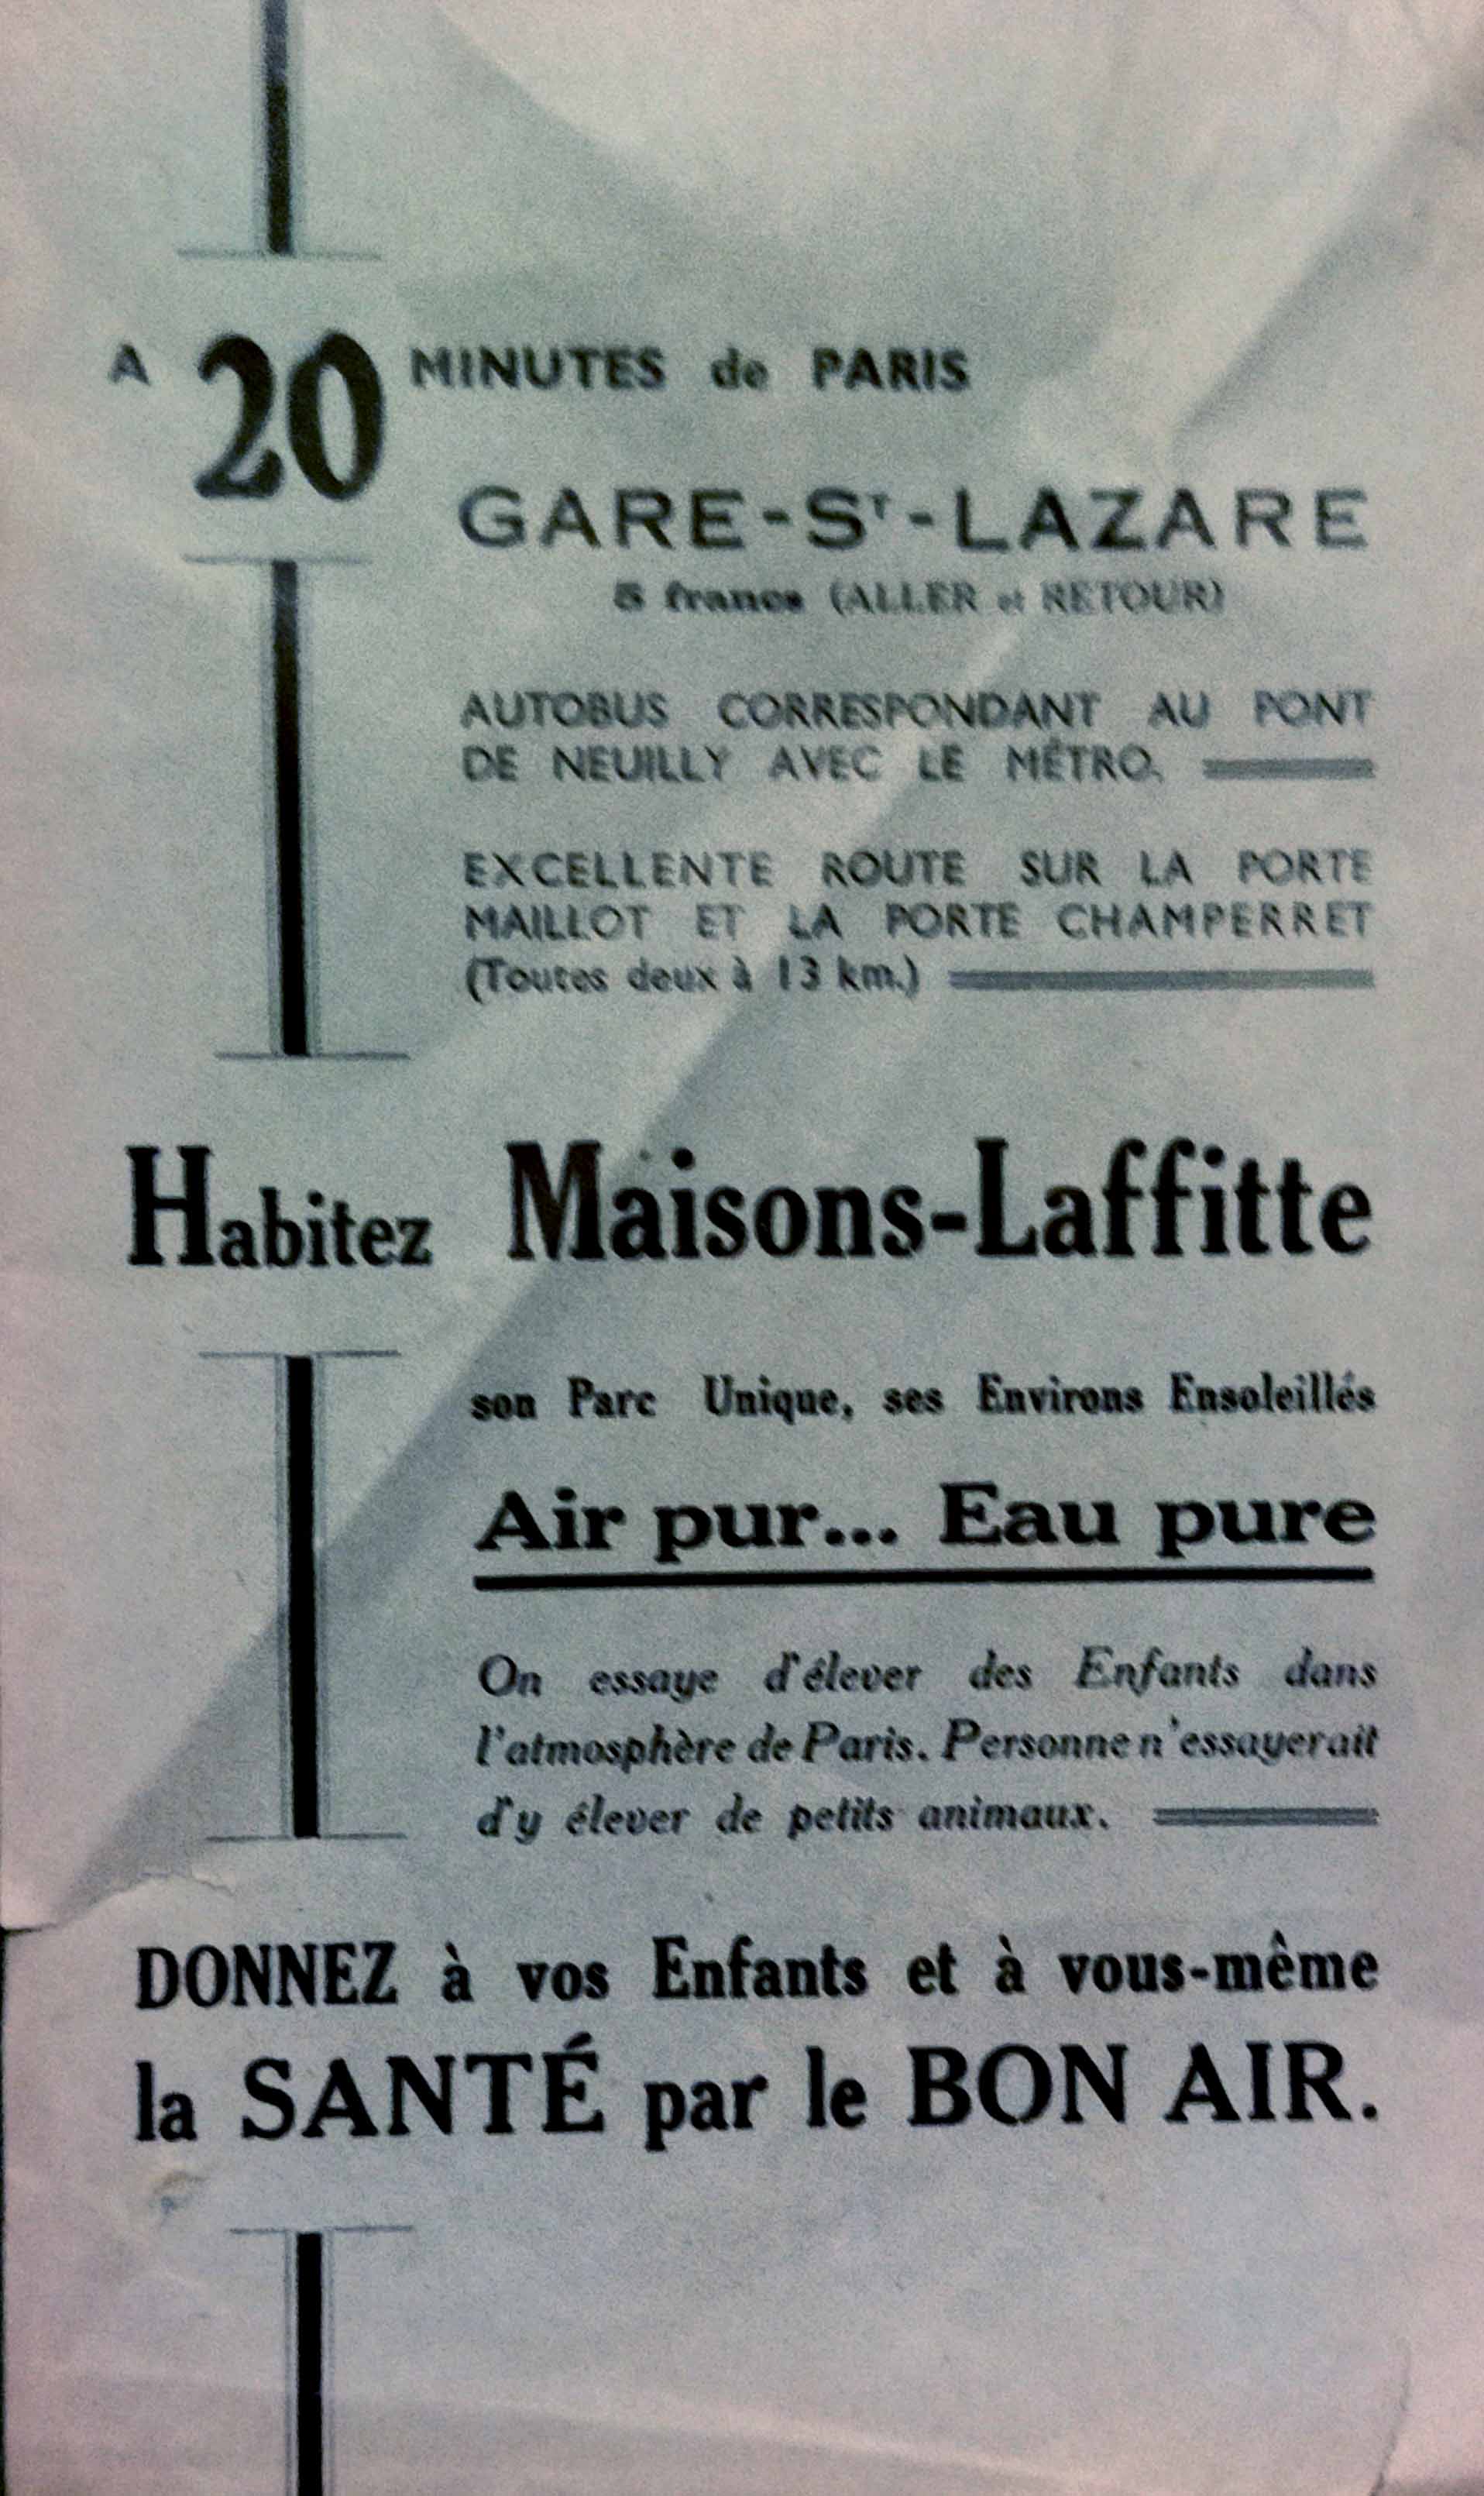 A 20 MINUTES de PARIS
GARE-Sᵗ-LAZARE
5 francs (ALLER et RETOUR)
AUTOBUS CORRESPONDANT AU PONT
DE NEUILLY AVEC LE MÉTRO.
EXCELLENTE ROUTE SUR LA PORTE
MAILLOT ET LA PORTE CHAMPERRET
(Toutes deux à 13 km.)
Habitez Maisons-Laffitte
son Parc Unique, ses Environs Ensoleillés
Air pur... Eau pure
On essaye d'élever des Enfants dans
l'atmosphère de Paris. Personne n'essayerait
d'y élever de petits animaux.
DONNEZ à vos Enfants et à vous-même
la SANTÉ par le BON AIR.